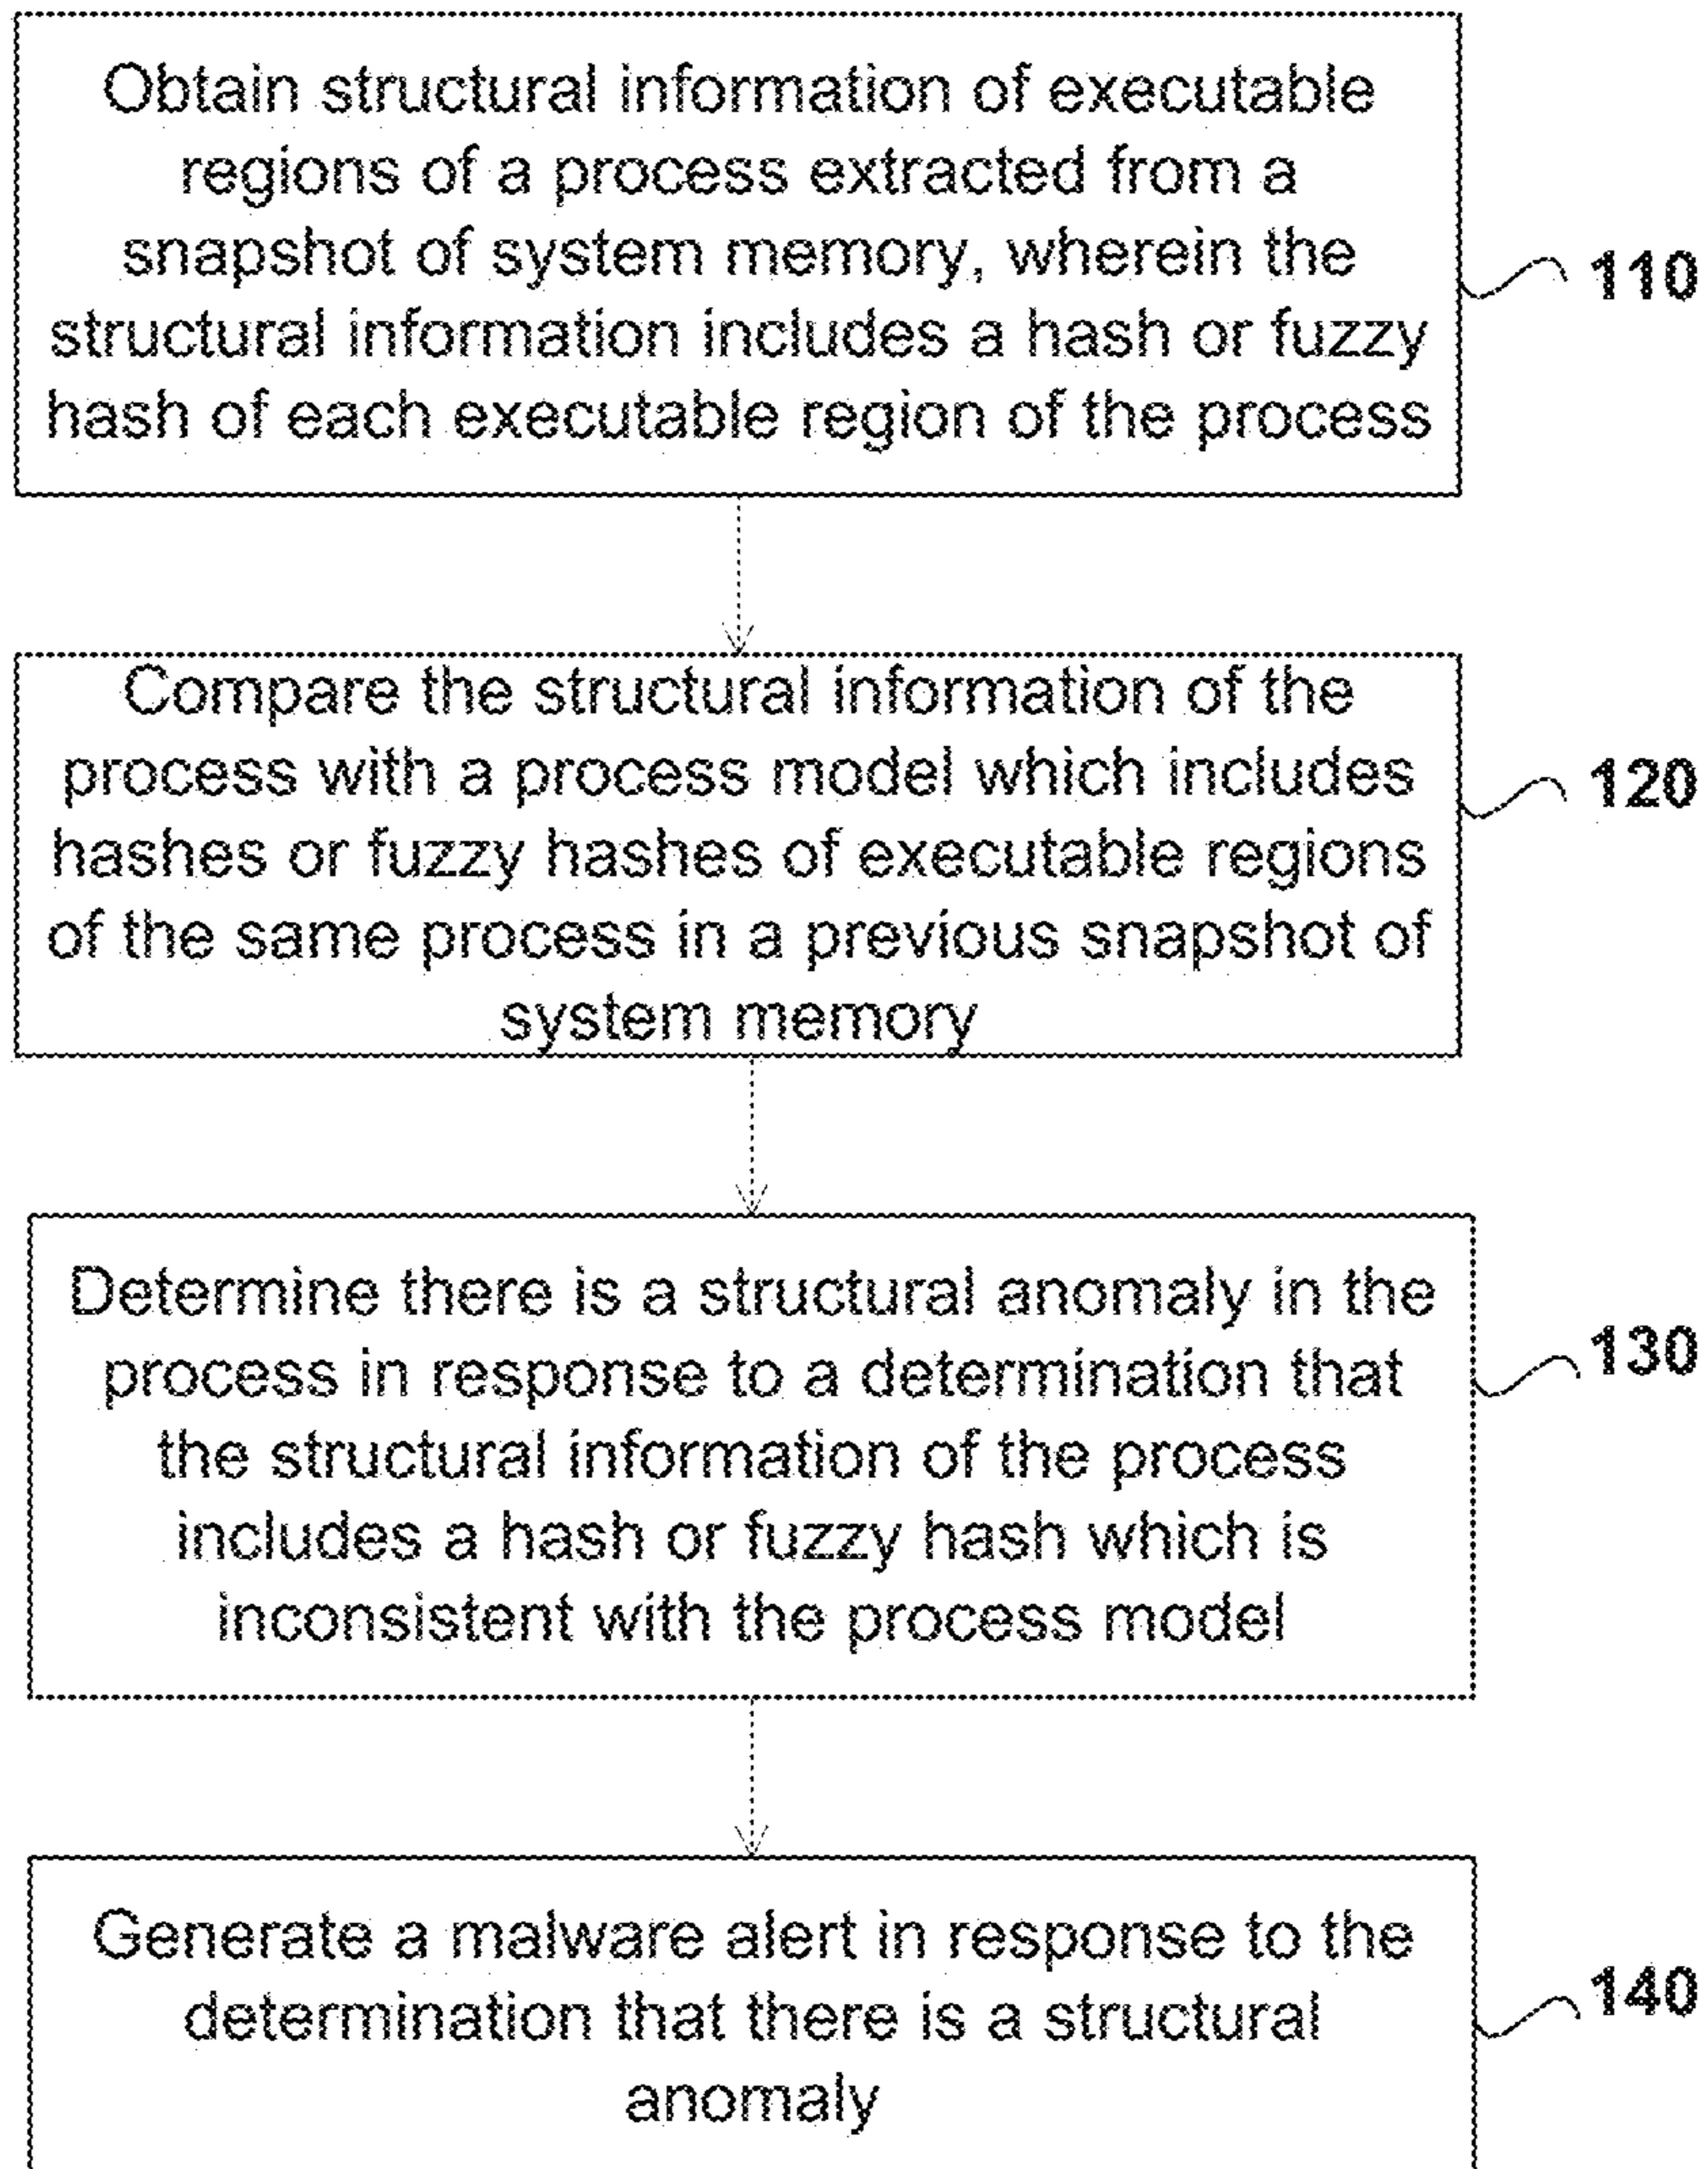 Obtain structural information of executable
regions of a process extracted from a
snapshot of system memory, wherein the
structural information includes a hash or fuzzy
hash of each executable region of the process
110
Compare the structural information of the
process with a process model which includes
hashes or fuzzy hashes of executable regions
of the same process in a previous snapshot of
system memory
120
Determine there is a structural anomaly in the
process in response to a determination that
the structural information of the process
includes a hash or fuzzy hash which is
inconsistent with the process model
130
Generate a malware alert in response to the
determination that there is a structural
anomaly
140